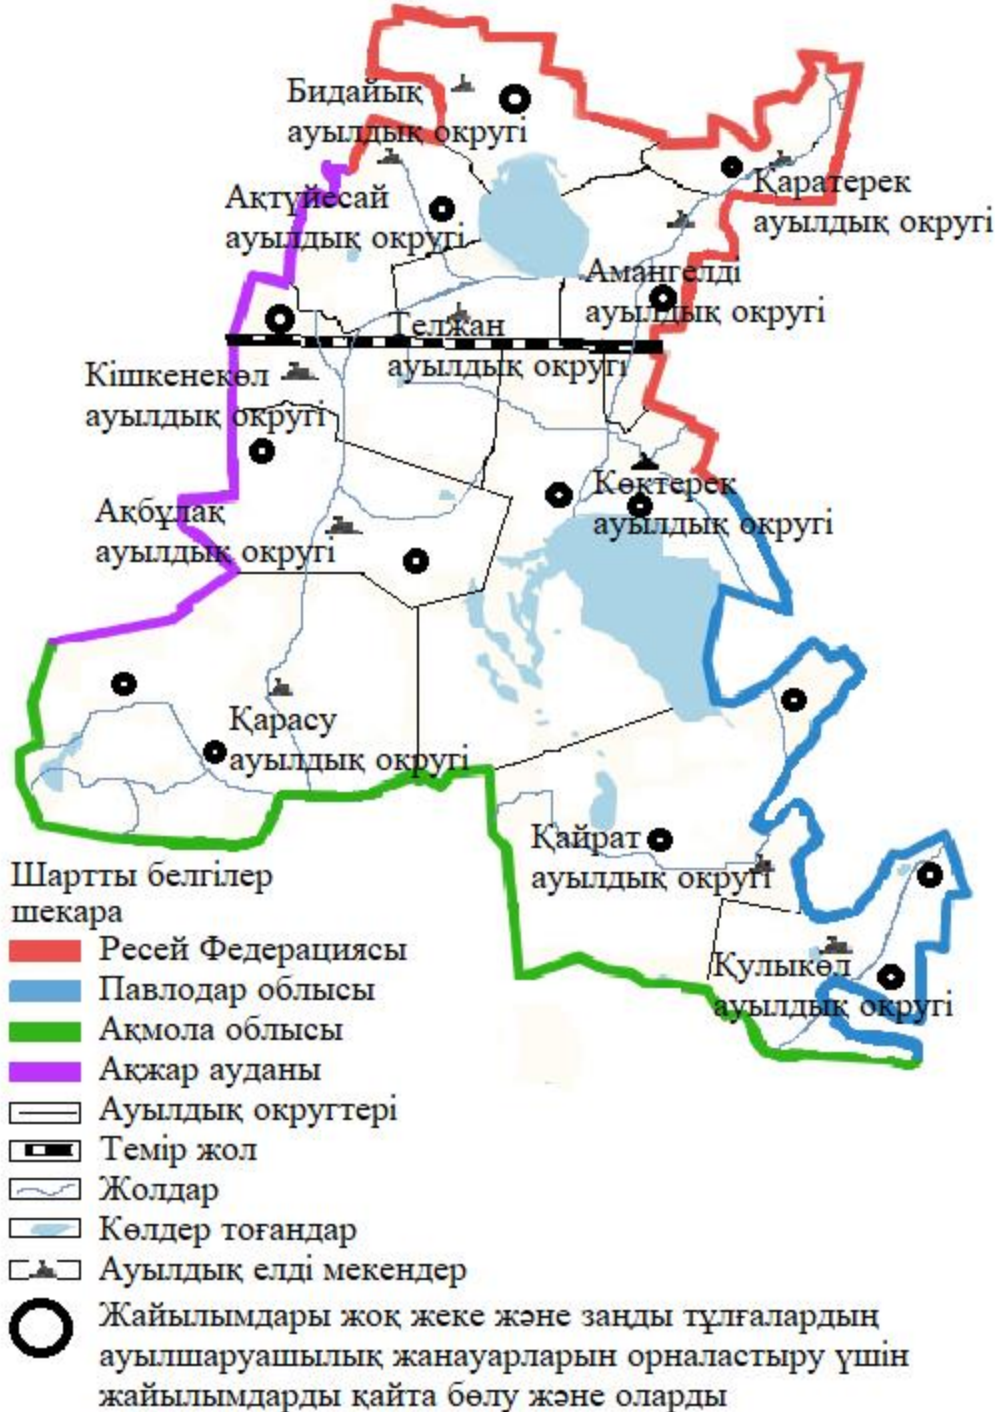 Бидайық
ауылдық округі
Ақтүйесай
ауылдық округі
Қаратерек
ауылдық округі
Амангелді
ауылдық округі
Телжан
ауылдық округі
Кішкенекөл
ауылдық округі
Көктерек
ауылдық округі
Ақбұлақ
ауылдық округі
Қарасу
ауылдық округі
Қайрат
ауылдық округі
Құлыкөл
ауылдық округі
Шартты белгілер
шекара
Ресей Федерациясы
Павлодар облысы
Ақмола облысы
Ақжар ауданы
Ауылдық округтері
Темір жол
Жолдар
Көлдер тоғандар
Ауылдық елді мекендер
Жайылымдары жоқ жеке және заңды тұлғалардың
ауылшаруашылық жанауарларын орналастыру үшін
жайылымдарды қайта бөлу және оларды